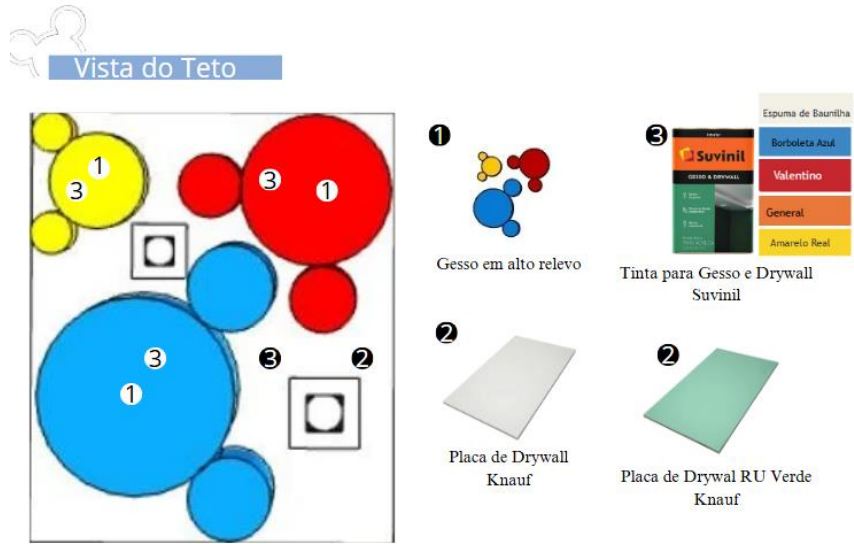 Vista do Teto
1
3
3
1
3
1
3
2
1
Gesso em alto relevo
3
Suvinil
GESSO & DRYWALL
Tinta para Gesso e Drywall
Suvinil
Espuma de Baunilha
Borboleta Azul
Valentino
General
Amarelo Real
2
Placa de Drywall
Knauf
2
Placa de Drywal RU Verde
Knauf